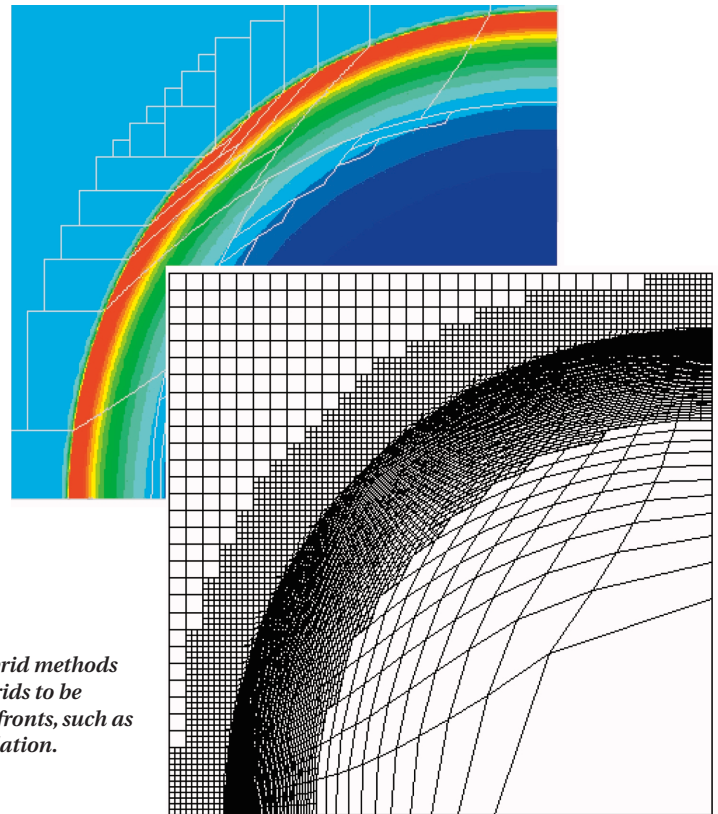 rid methods
rids to be
fronts, such as
ation.